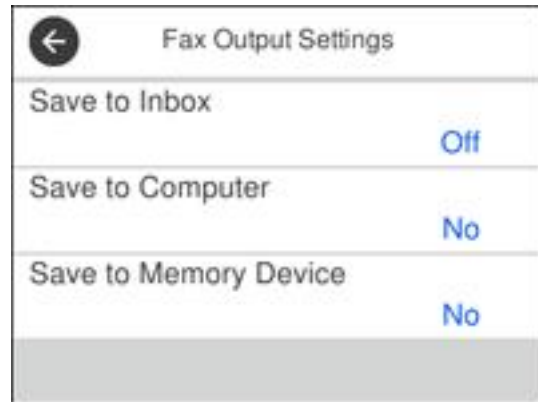 Fax Output Settings
Save to Inbox
Off
Save to Computer
No
Save to Memory Device
No